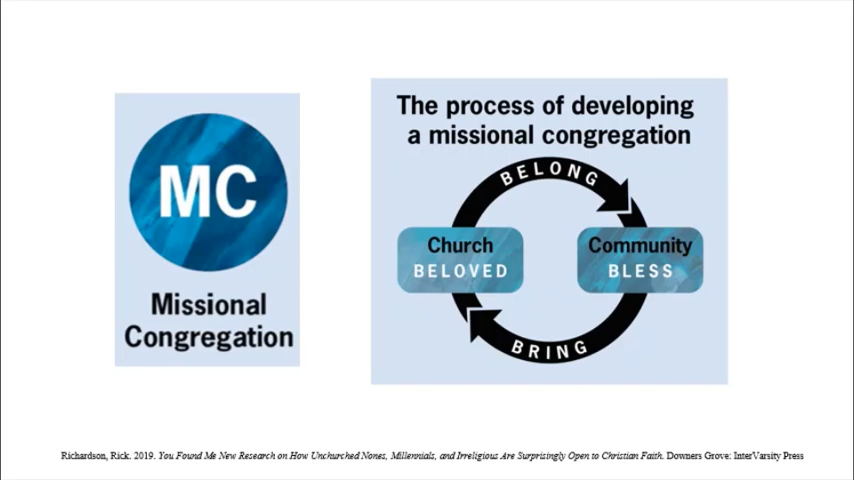 MC
Missional
Congregation
The process of developing
a missional congregation
BELONG
Church
BELOVED
Community
BLESS
BRING
Richardson, Rick. 2019. You Found Me New Research on How Unchurched Nones, Millennials, and Irreligious Are Surprisingly Open to Christian Faith. Downers Grove: InterVarsity Press